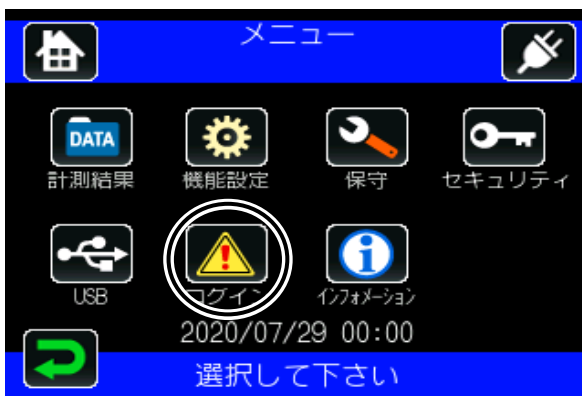 メニュー
DATA
計測結果 機能設定 保守 セキュリティ
USB ログイン インフォメーション
2020/07/29 00:00
選択して下さい